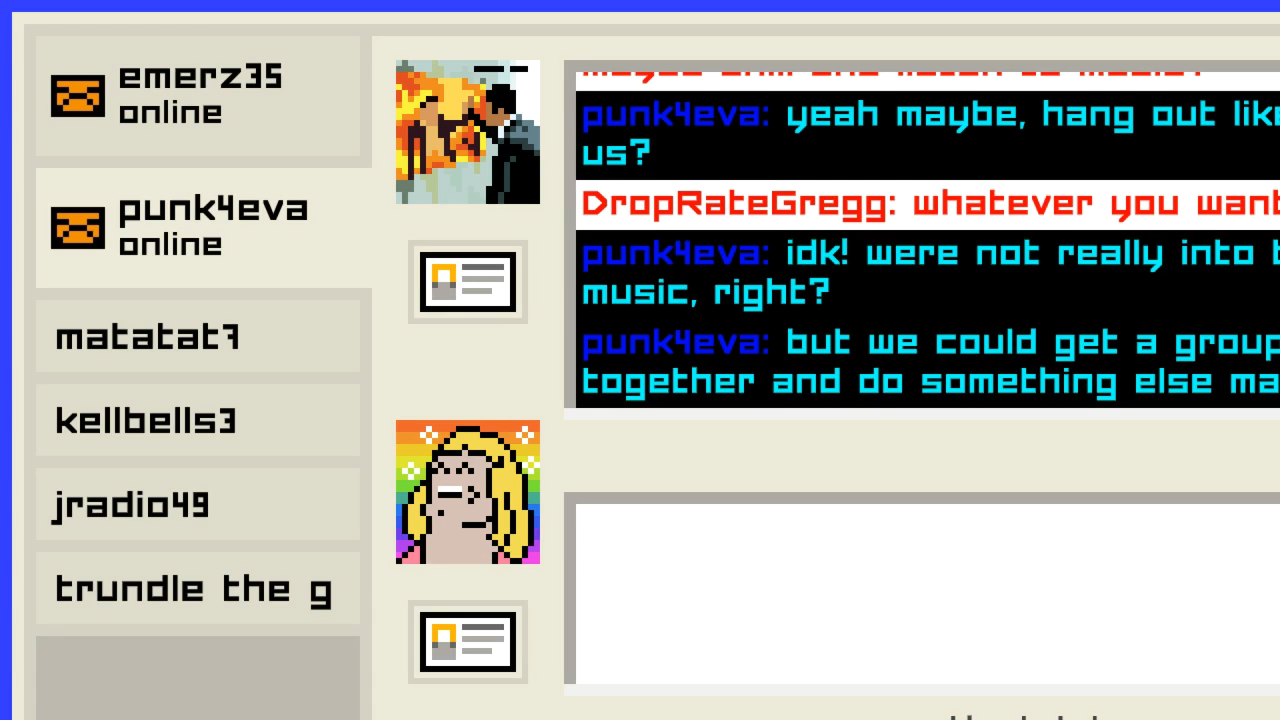 emerz35
online
punk4eva
online
matatat7
kellbells3
jradio49
trundle the g
punk4eva: yeah maybe, hang out like
us?
DropRateGregg: whatever you want
punk4eva: idk! were not really into
music, right?
punk4eva: but we could get a group
together and do something else